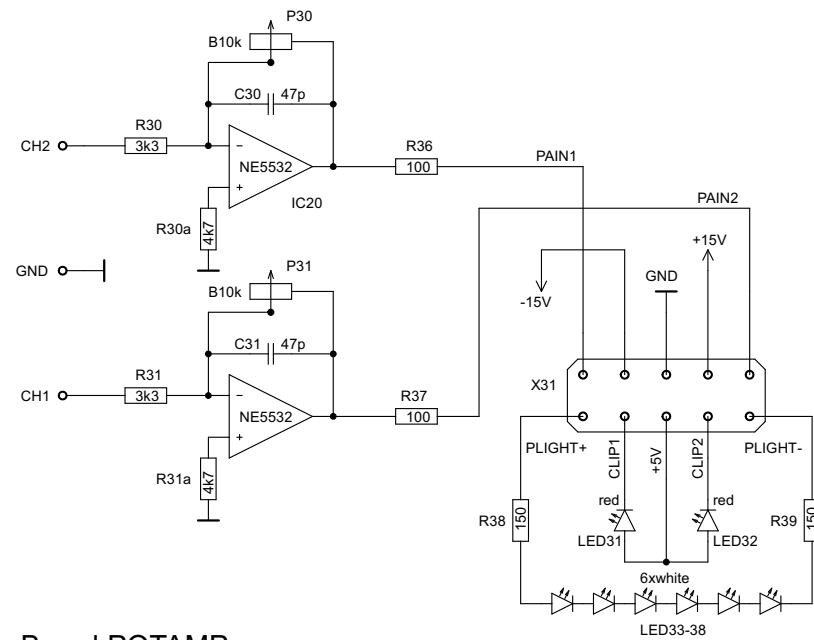 P30
B10k
C30 47p
R30
CH2
3k3
NE5532
IC20
R30a
4k7
R36
100
PAIN1
PAIN2
GND
P31
B10k
C31 47p
R31
CH1
3k3
NE5532
R31a
4k7
R37
100
-15V
GND
+15V
X31
PLIGHT+
CLIP1
+5V
CLIP2
PLIGHT-
R38
150
red
LED31
red
LED32
R39
150
6xwhite
LED33-38